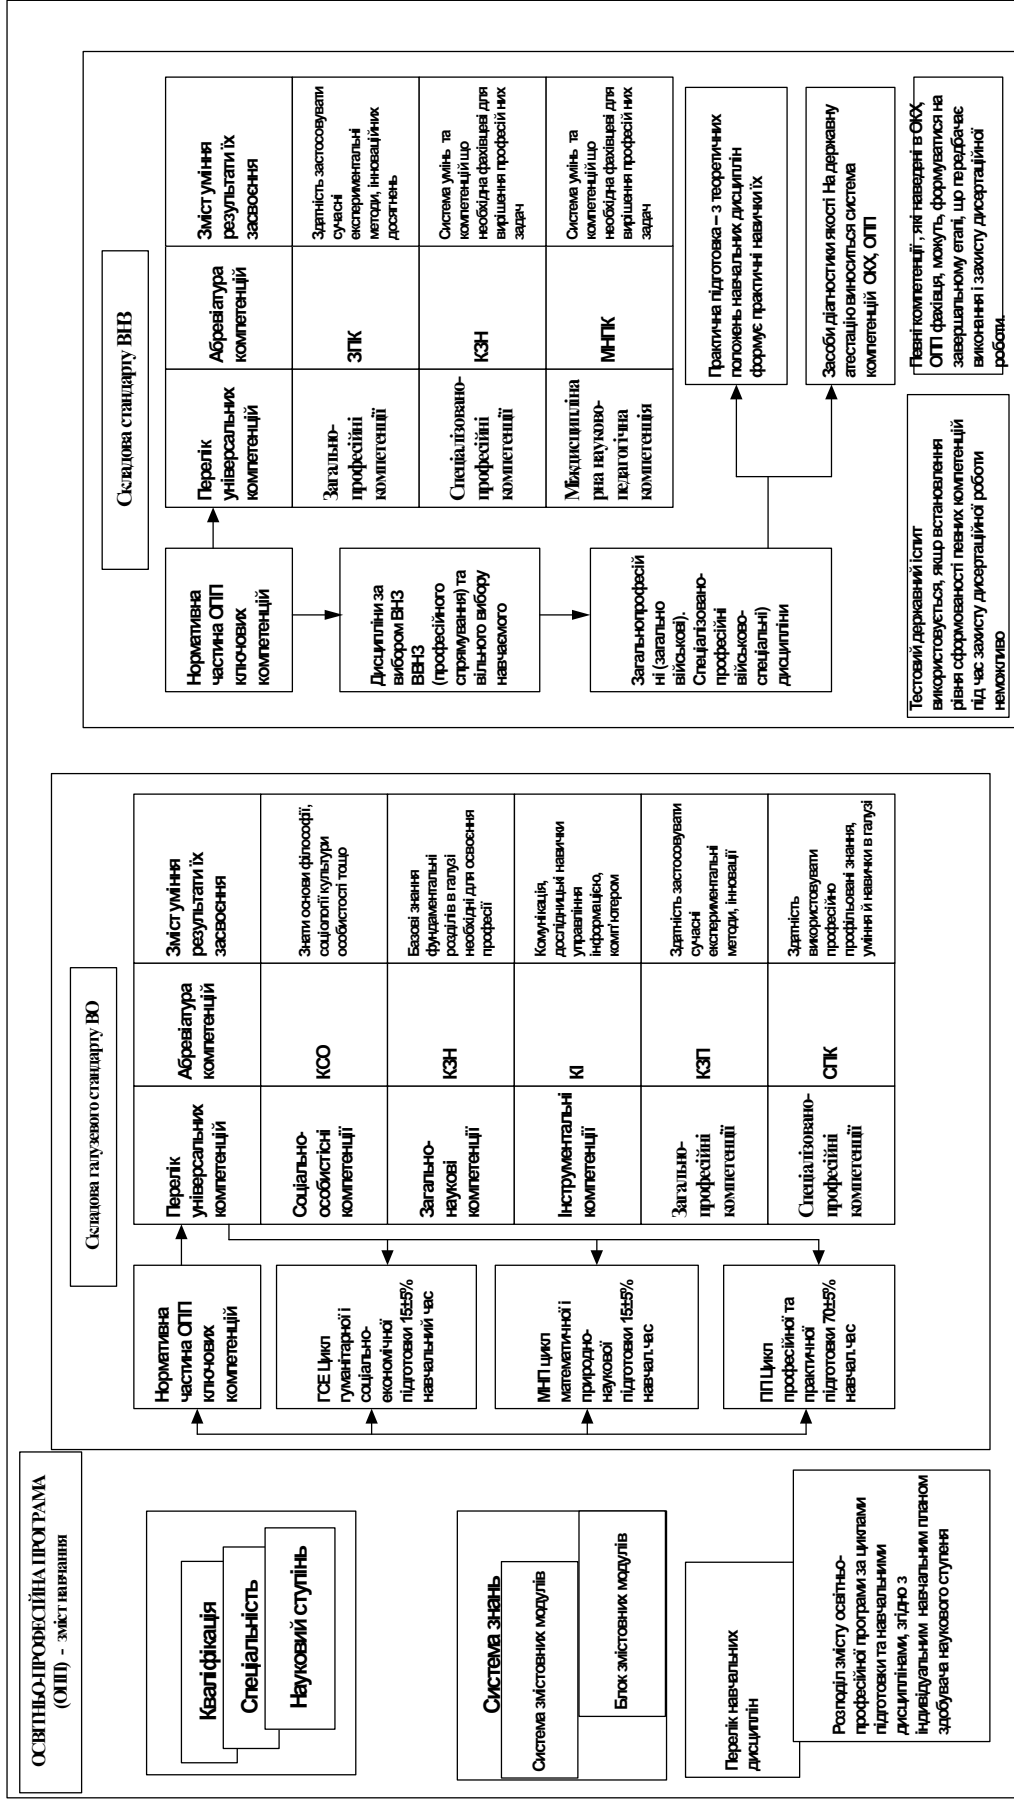 ОСВІТНЬО-ПРОФЕСІЙНА ПРОГРАМА
(ОПП) - зміст навчання
Кваліфікація
Спеціальність
Науковий ступінь
Система знань
Система змістовних модулів
Блок змістовних модулів
Перелік навчальних
дисциплін
Розподіл змісту освітньо-
професійної програми за циклами
підготовки та навчальними
дисциплінами, згідно з
індивідуальним навчальним планом
здобувача наукового ступеня
Складова галузевого стандарту ВО
Нормативна
частина ОПП
ключових
компетенцій
ГСЕ Цикл
гуманітарної і
соціально-
економічної
підготовки 15±5%
навчальний час
МНП цикл
математичної і
природно-
наукової
підготовки 15±5%
навчал.час
ПП Цикл
професійної та
практичної
підготовки 70±5%
навчал.час
Перелік
універсальних
компетенцій
Абревіатура
компетенцій
Зміст уміння
результати їх
засвоєння
Соціально-
особистісні
компетенції
КСО
Знати основи філософії,
соціології культури
особистості тощо
Загально-
наукові
компетенції
КЗН
Базові знання
фундаментальні
розділів в галузі
необхідні для освоєння
професії
Інструментальні
компетенції
КІ
Комунікація,
дослідницькі навички
управління
інформацією,
комп'ютером
Загально-
професійні
компетенції
КЗП
Здатність застосовувати
сучасні
експериментальні
методи, інновації
Спеціалізовано-
професійні
компетенції
СПК
Здатність
використовувати
професійно
профільовані знання,
уміння й навички в галузі
Складова стандарту ВНЗ
Нормативна
частина ОПП
ключових
компетенцій
Дисципліни за
вибором ВНЗ
ВВНЗ
(професійного
спрямування) та
вільного вибору
навчаємого
Загальнопрофесій
ні (загально
військові).
Спеціалізовано-
професійні
військово-
спеціальні)
дисципліни
Перелік
універсальних
компетенцій
Абревіатура
компетенцій
Зміст уміння
результати їх
засвоєння
Загально-
професійні
компетенції
ЗПК
Здатність застосовувати
сучасні
експериментальні
методи, інноваційних
досягнень
Спеціалізовано-
професійні
компетенції
КЗН
Система умінь та
компетенцій що
необхідна фахівцеві для
вирішення професій них
задач
Міждисципліна
рна науково-
педагогічна
компетенція
МНПК
Система умінь та
компетенцій що
необхідна фахівцеві для
вирішення професій них
задач
Практична підготовка – з теоретичних
положень навчальних дисциплін
формує практичні навички їх
Засоби діагностики якості На державну
атестацію виноситься система
компетенцій ОКХ, ОПП
Тестовий державний іспит
використовується, якщо встановлення
рівня сформованості певних компетенцій
під час захисту дисертаційної роботи
неможливо
Певні компетенції , які наведені в ОКХ,
ОПП фахівця, можуть, формуватися на
завершальному етапі, що передбачає
виконання і захисту дисертаційної
роботи.